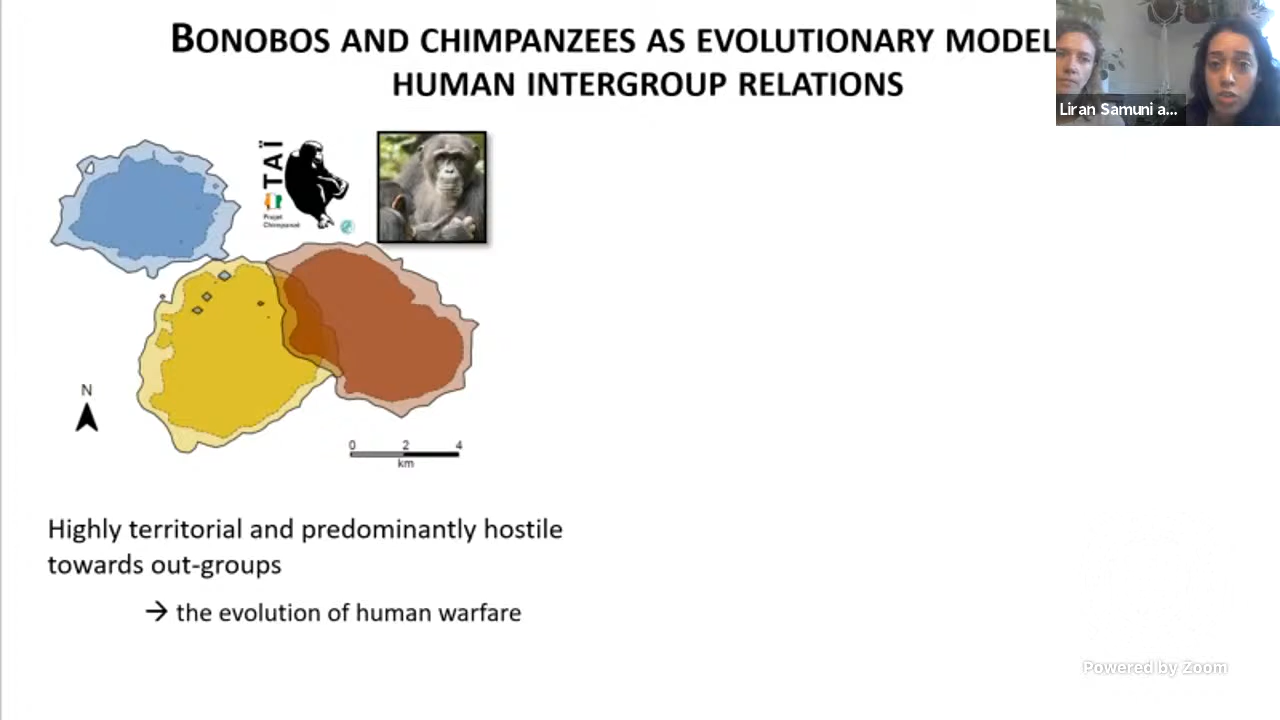 BONOBOS AND CHIMPANZEES AS EVOLUTIONARY MODEL
HUMAN INTERGROUP RELATIONS
Liran Samuni a...
TAÏ
Projet
Chimpanzé
N
0 2 4
km
Highly territorial and predominantly hostile
towards out-groups
→ the evolution of human warfare
Powered by Zoom